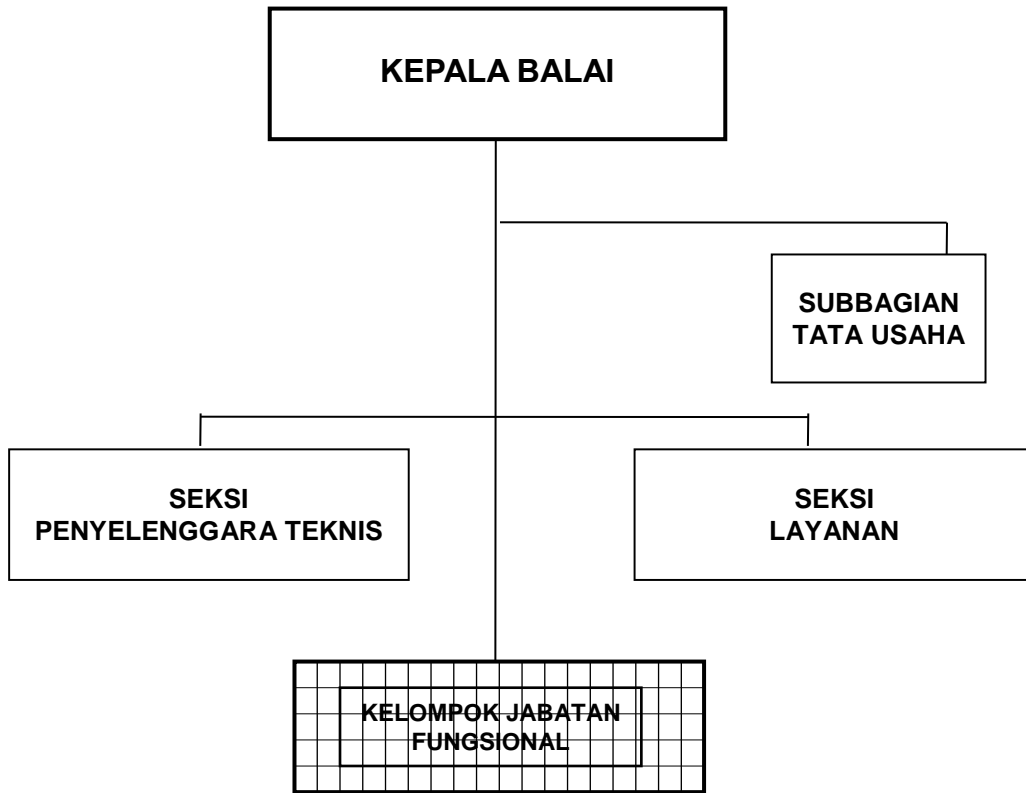 KEPALA BALAI
SUBBAGIAN
TATA USAHA
SEKSI
PENYELENGGARA TEKNIS
SEKSI
LAYANAN
KELOMPOK JABATAN
FUNGSIONAL